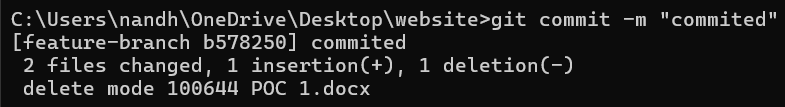 C:\Users\nandh\OneDrive\Desktop\website>git commit -m "commited"
[feature-branch b578250] commited
 2 files changed, 1 insertion(+), 1 deletion(-)
 delete mode 100644 POC 1.docx